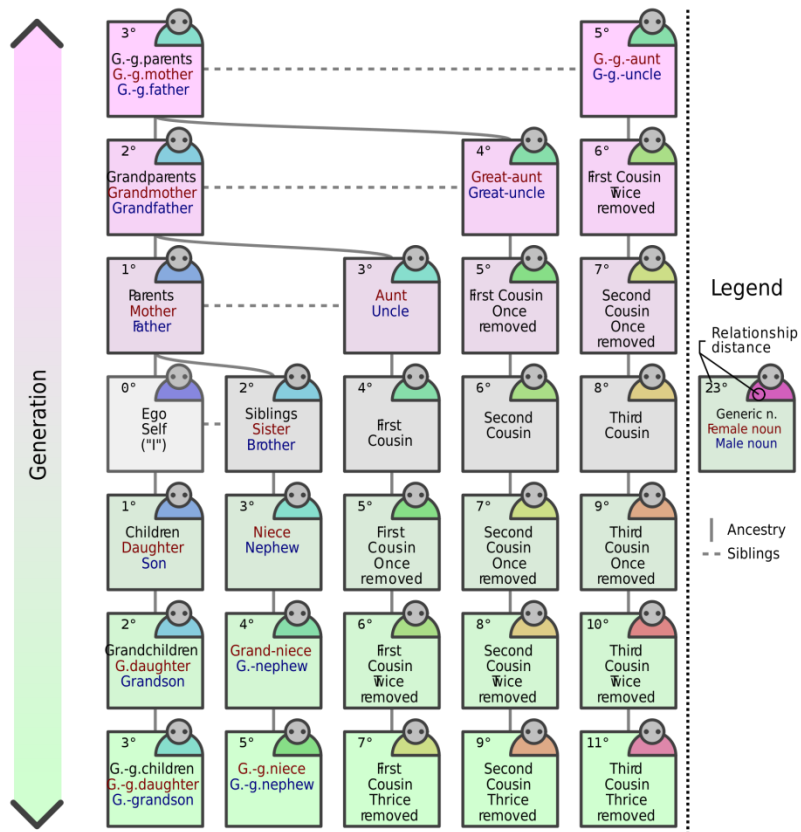 3°
G.-g.parents
G.-g.mother
G.-g.father
5°
G.-g.-aunt
G-g.-uncle
2°
Grandparents
Grandmother
Grandfather
4°
Great-aunt
Great-uncle
6°
First Cousin
Twice
removed
1°
Parents
Mother
Father
3°
Aunt
Uncle
5°
First Cousin
Once
removed
7°
Second
Cousin
Once
removed
0°
Ego
Self
("I")
2°
Siblings
Sister
Brother
4°
First
Cousin
6°
Second
Cousin
8°
Third
Cousin
1°
Children
Daughter
Son
3°
Niece
Nephew
5°
First
Cousin
Once
removed
7°
Second
Cousin
Once
removed
9°
Third
Cousin
Once
removed
2°
Grandchildren
G.daughter
Grandson
4°
Grand-niece
G.-nephew
6°
First
Cousin
Twice
removed
8°
Second
Cousin
Twice
removed
10°
Third
Cousin
Twice
removed
3°
G.-g.children
G.-g.daughter
G.-grandson
5°
G.-g.niece
G.-g.nephew
7°
First
Cousin
Thrice
removed
9°
Second
Cousin
Thrice
removed
11°
Third
Cousin
Thrice
removed
Generation
Legend
Relationship
distance
23°
Generic n.
Female noun
Male noun
Ancestry
Siblings